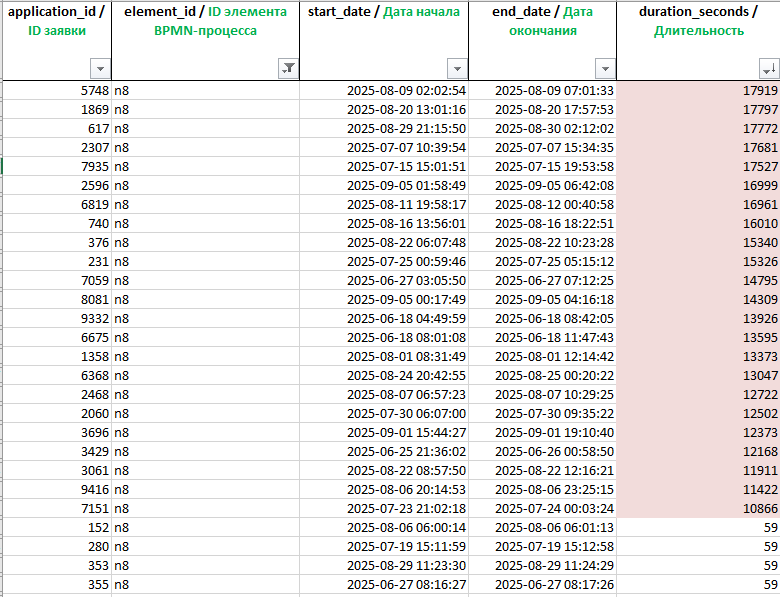 application_id / ID заявки	element_id / ID элемента BPMN-процесса	start_date / Дата начала	end_date / Дата окончания	duration_seconds / Длительность
5748	n8	2025-08-09 02:02:54	2025-08-09 07:01:33	17919
1869	n8	2025-08-20 13:01:16	2025-08-20 17:57:53	17797
617	n8	2025-08-29 21:15:50	2025-08-30 02:12:02	17772
2307	n8	2025-07-07 10:39:54	2025-07-07 15:34:35	17681
7935	n8	2025-07-15 15:01:51	2025-07-15 19:53:58	17527
2596	n8	2025-09-05 01:58:49	2025-09-05 06:42:08	16999
6819	n8	2025-08-11 19:58:17	2025-08-12 00:40:58	16961
740	n8	2025-08-16 13:56:01	2025-08-16 18:22:51	16010
376	n8	2025-08-22 06:07:48	2025-08-22 10:23:28	15340
231	n8	2025-07-25 00:59:46	2025-07-25 05:15:12	15326
7059	n8	2025-06-27 03:05:50	2025-06-27 07:12:25	14795
8081	n8	2025-09-05 00:17:49	2025-09-05 04:16:18	14309
9332	n8	2025-06-18 04:49:59	2025-06-18 08:42:05	13926
6675	n8	2025-06-18 08:01:08	2025-06-18 11:47:43	13595
1358	n8	2025-08-01 08:31:49	2025-08-01 12:14:42	13373
6368	n8	2025-08-24 20:42:55	2025-08-25 00:20:22	13047
2468	n8	2025-08-07 06:57:23	2025-08-07 10:29:25	12722
2060	n8	2025-07-30 06:07:00	2025-07-30 09:35:22	12502
3696	n8	2025-09-01 15:44:27	2025-09-01 19:10:40	12373
3429	n8	2025-06-25 21:36:02	2025-06-26 00:58:50	12168
3061	n8	2025-08-22 08:57:50	2025-08-22 12:16:21	11911
9416	n8	2025-08-06 20:14:53	2025-08-06 23:25:15	11422
7151	n8	2025-07-23 21:02:18	2025-07-24 00:03:24	10866
152	n8	2025-08-06 06:00:14	2025-08-06 06:01:13	59
280	n8	2025-07-19 15:11:59	2025-07-19 15:12:58	59
353	n8	2025-08-29 11:23:30	2025-08-29 11:24:29	59
355	n8	2025-06-27 08:16:27	2025-06-27 08:17:26	59